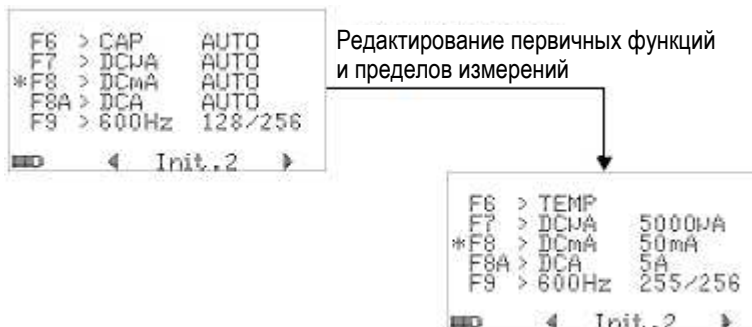 F6 > CAP AUTO
F7 > DCμA AUTO
*F8 > DCmA AUTO
F8A > DCA AUTO
F9 > 600Hz 128/256
Init..2
Редактирование первичных функций
и пределов измерений
F6 > TEMP
F7 > DCμA 5000μA
*F8 > DCmA 50mA
F8A > DCA 5A
F9 > 600Hz 255/256
Init..2